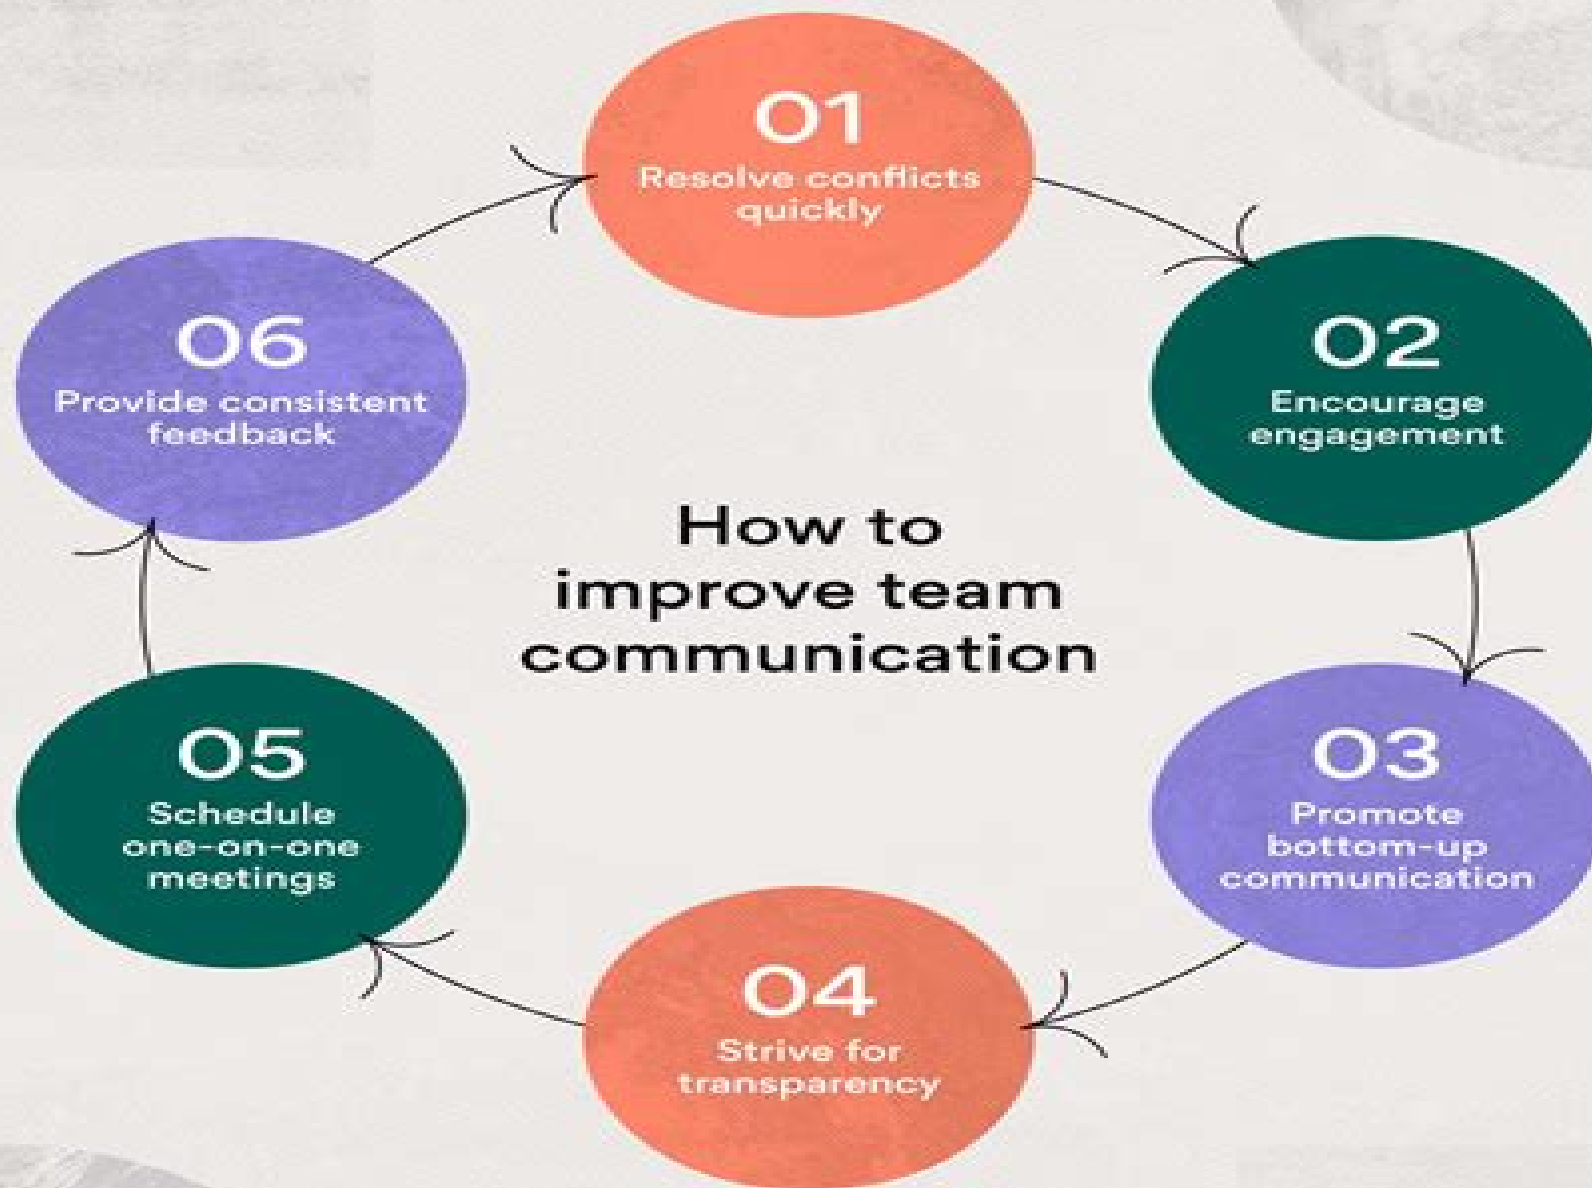 01
Resolve conflicts
quickly
02
Encourage
engagement
03
Promote
bottom-up
communication
04
Strive for
transparency
05
Schedule
one-on-one
meetings
06
Provide consistent
feedback
How to
improve team
communication